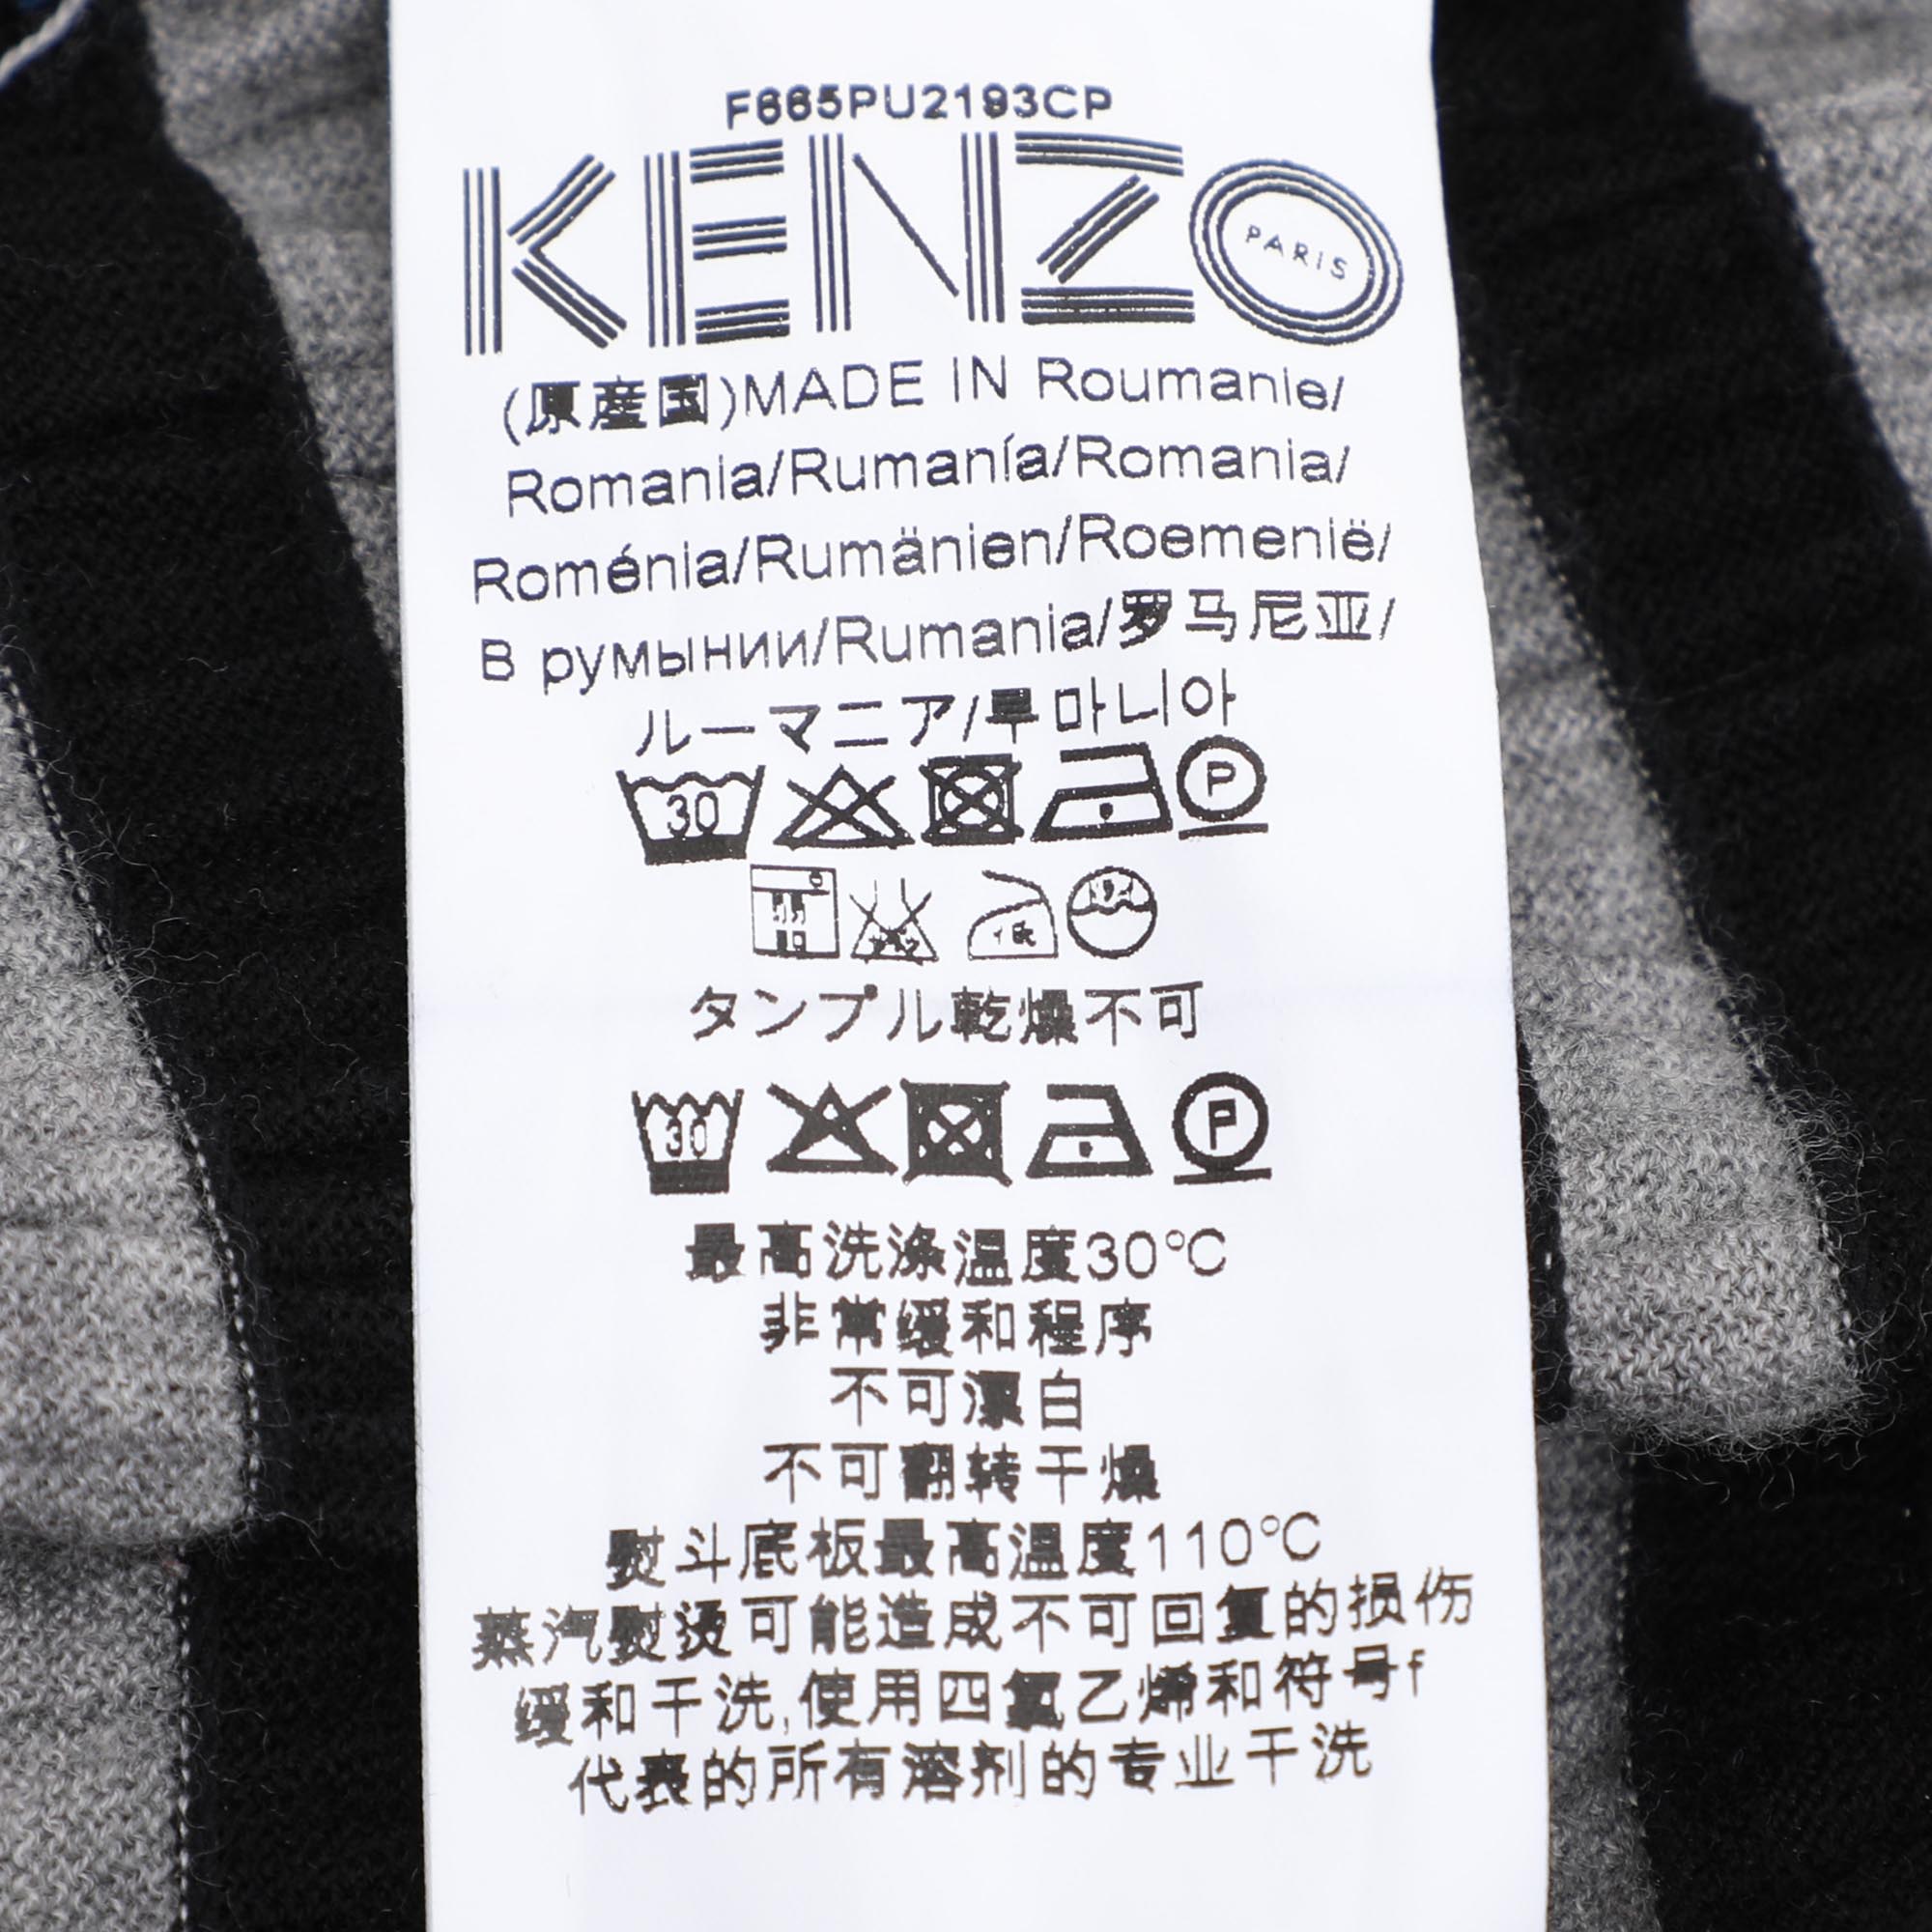 F665PU2193CP
KENZO
PARIS
(原産国)MADE IN Roumanie/
Romania/Rumanía/Romania/
Roménia/Rumänien/Roemenië/
В румынии/Rumania/罗马尼亚/
ルーマニア/루마니아
30 P
タンブル乾燥不可
30 P
最高洗涤温度30°C
非常缓和程序
不可漂白
不可翻转干燥
熨斗底板最高温度110°C
蒸汽熨烫可能造成不可回复的损伤
缓和干洗,使用四氯乙烯和符号f
代表的所有溶剂的专业干洗